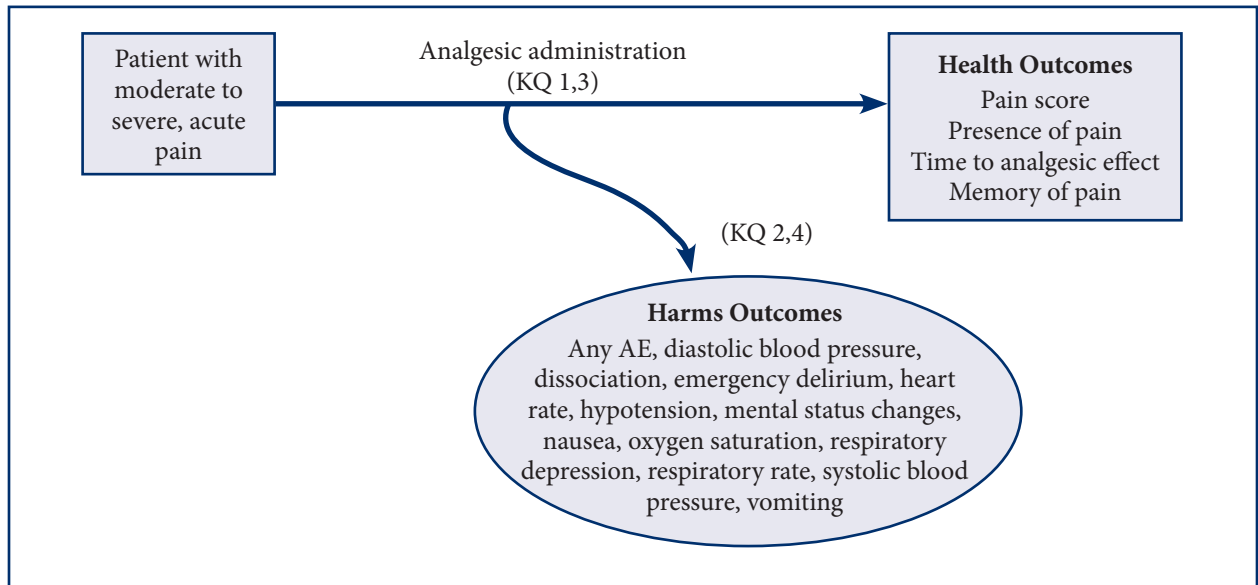 Patient with
moderate to
severe, acute
pain
Analgesic administration
(KQ 1,3)
Health Outcomes
Pain score
Presence of pain
Time to analgesic effect
Memory of pain
(KQ 2,4)
Harms Outcomes
Any AE, diastolic blood pressure,
dissociation, emergency delirium, heart
rate, hypotension, mental status changes,
nausea, oxygen saturation, respiratory
depression, respiratory rate, systolic blood
pressure, vomiting